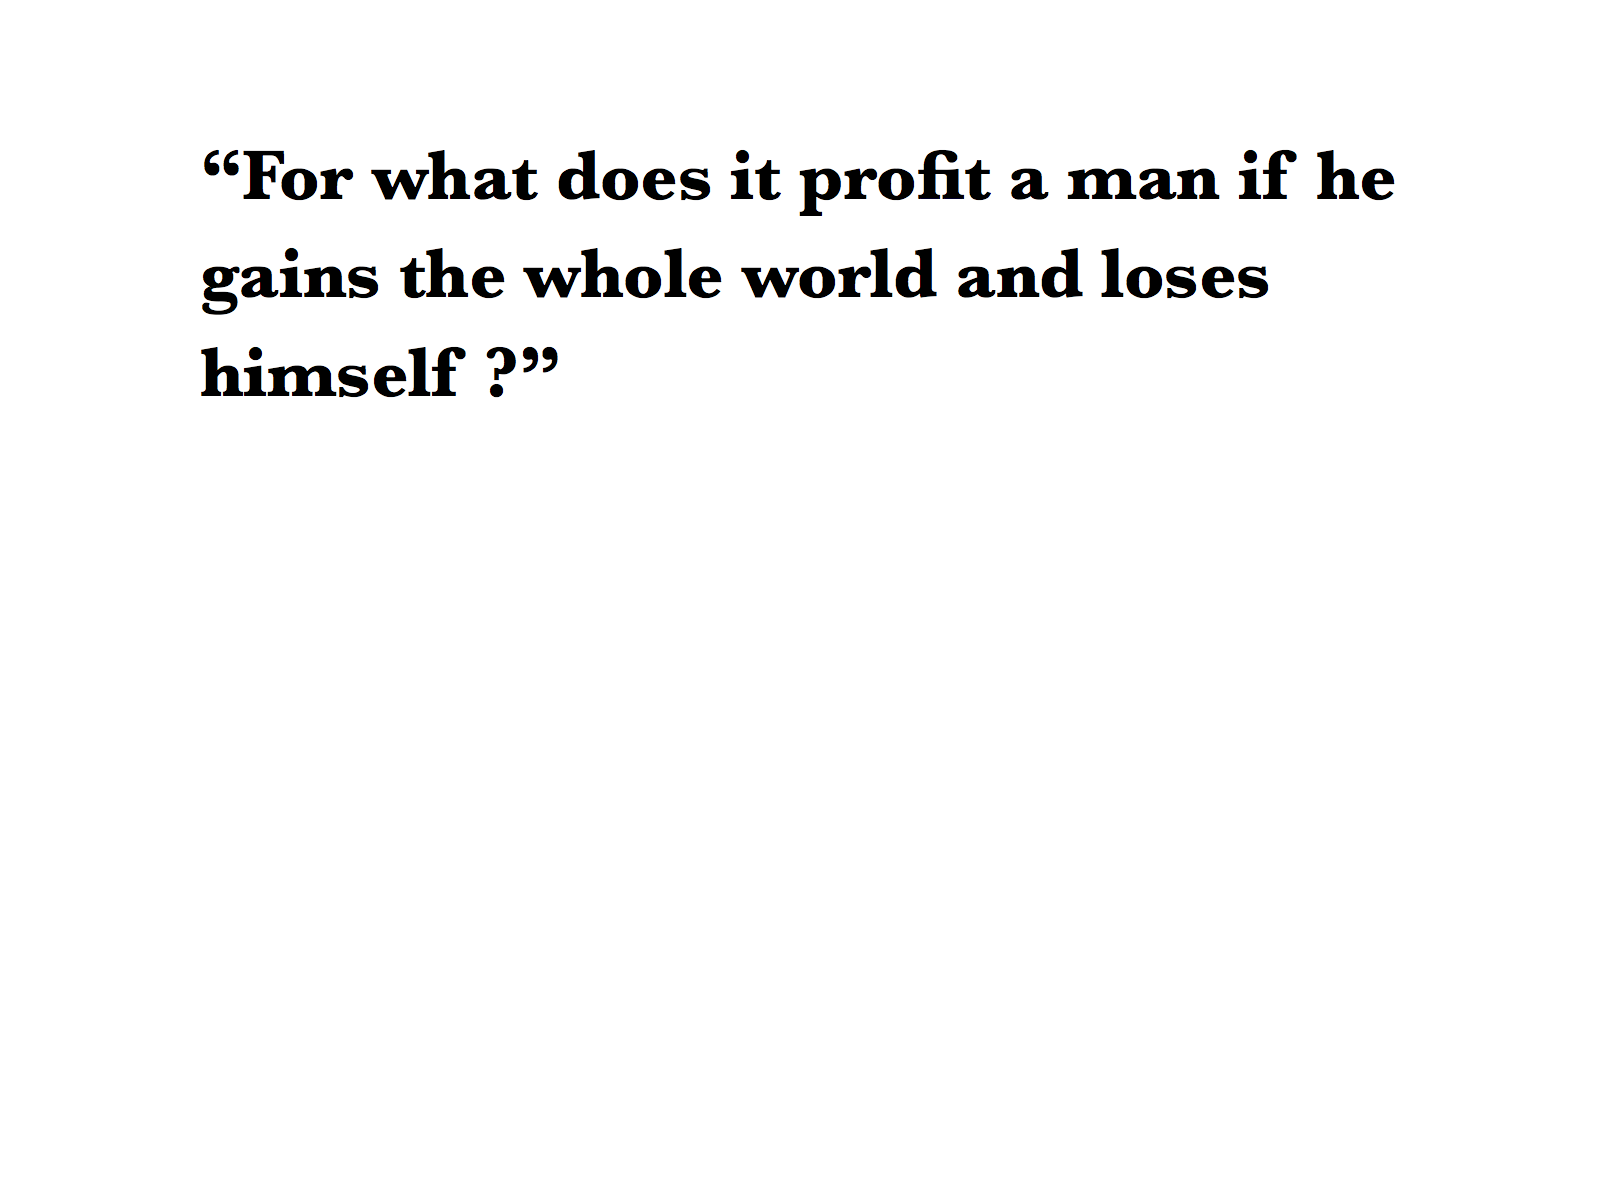 “For what does it profit a man if he
gains the whole world and loses
himself ?”